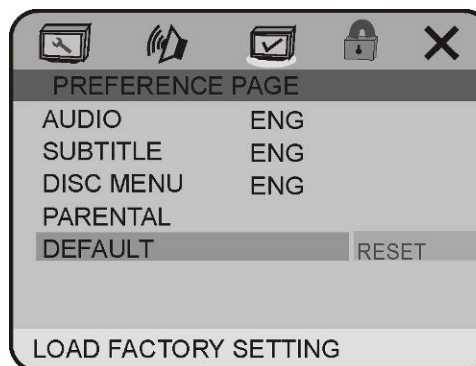 PREFERENCE PAGE
AUDIO ENG
SUBTITLE ENG
DISC MENU ENG
PARENTAL
DEFAULT RESET
LOAD FACTORY SETTING